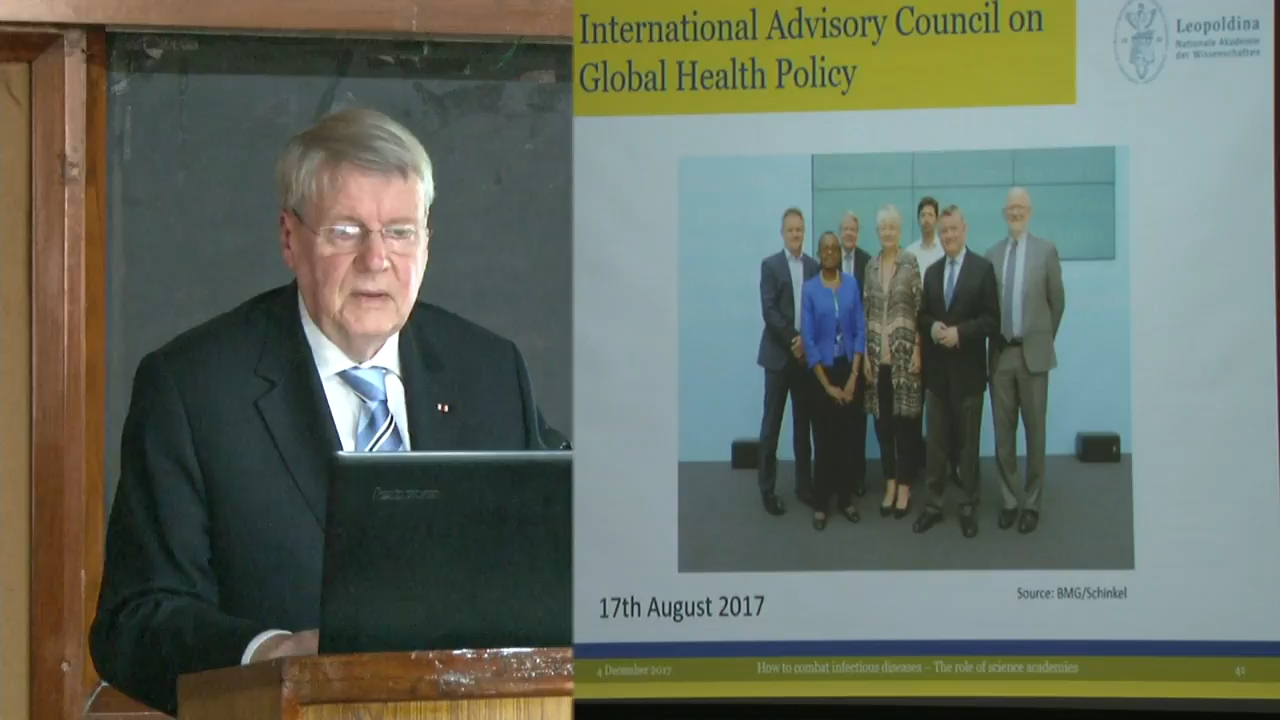 International Advisory Council on
Global Health Policy
Leopoldina
Nationale Akademie
der Wissenschaften
17th August 2017
Source: BMG/Schinkel
4 December 2017
How to combat infectious diseases – The role of science academies
41